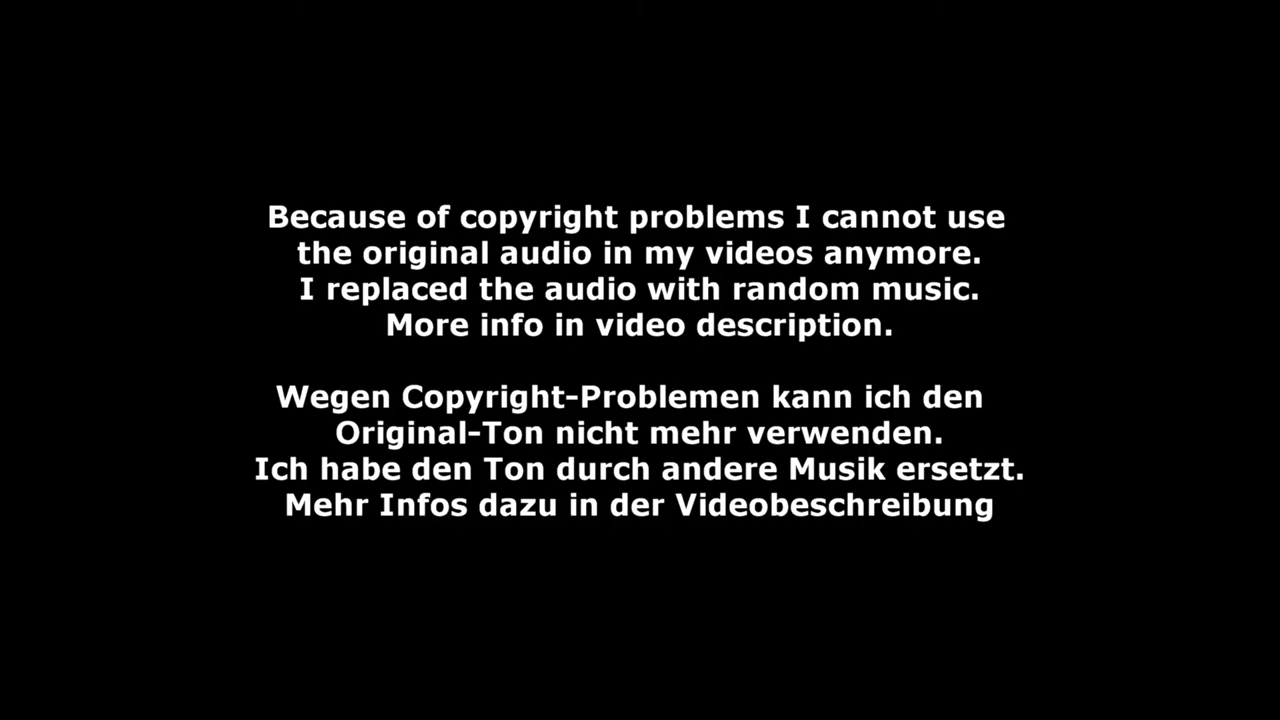 Because of copyright problems I cannot use
the original audio in my videos anymore.
I replaced the audio with random music.
More info in video description.
Wegen Copyright-Problemen kann ich den
Original-Ton nicht mehr verwenden.
Ich habe den Ton durch andere Musik ersetzt.
Mehr Infos dazu in der Videobeschreibung